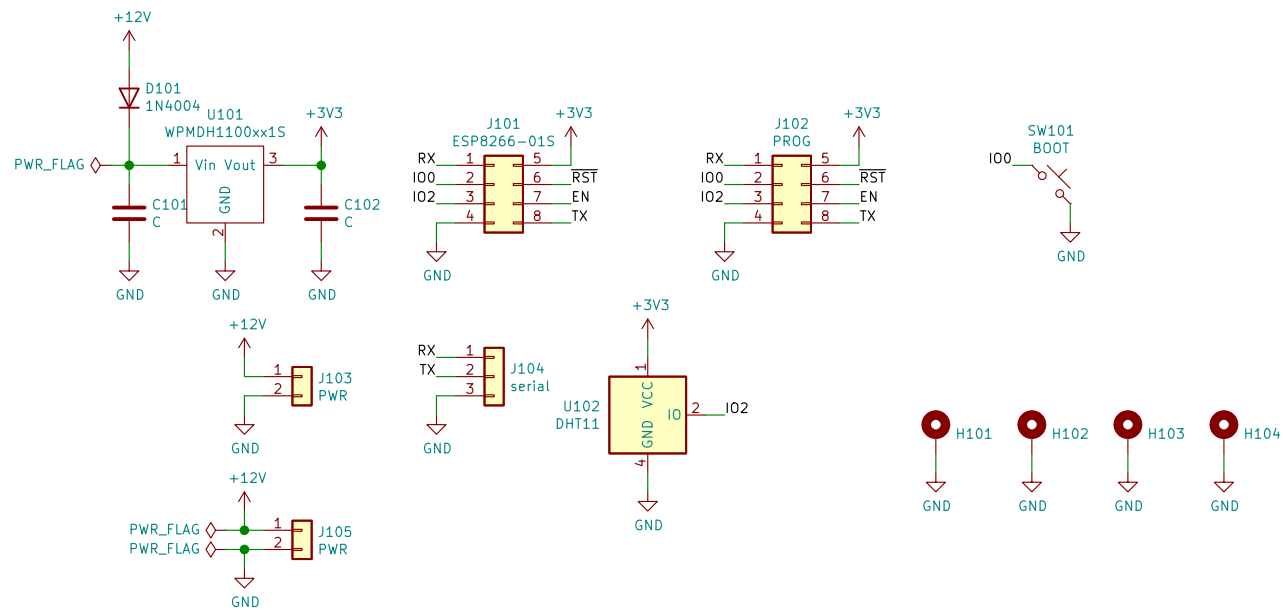 +12V
D101
1N4004
U101
WPMDH1100xx1S
PWR_FLAG
1
Vin
Vout
3
GND
2
+3V3
C101
C
C102
C
GND
GND
GND
J101
ESP8266-01S
+3V3
RX
1
5
IO0
2
6
RST
IO2
3
7
EN
4
8
TX
GND
J102
PROG
+3V3
RX
1
5
IO0
2
6
RST
IO2
3
7
EN
4
8
TX
GND
SW101
BOOT
IO0
GND
+12V
1
2
J103
PWR
GND
RX
1
TX
2
3
J104
serial
GND
+3V3
1
VCC
U102
DHT11
IO
2
IO2
GND
4
GND
H101
GND
H102
GND
H103
GND
H104
GND
+12V
PWR_FLAG
1
PWR_FLAG
2
J105
PWR
GND